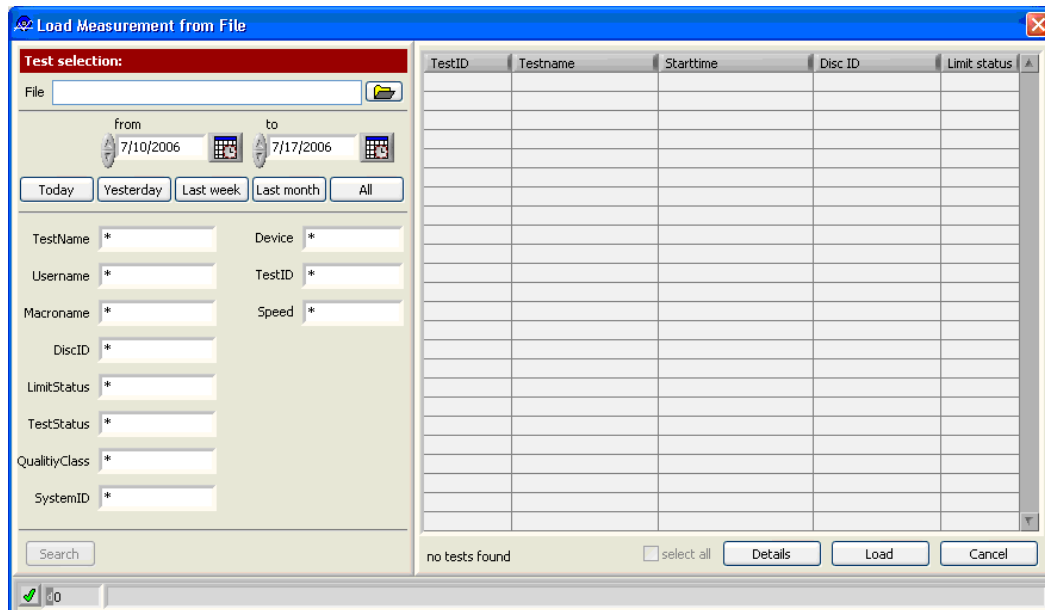 Load Measurement from File
Test selection:
File
from to
7/10/2006 7/17/2006
Today Yesterday Last week Last month All
TestName * Device *
Username * TestID *
Macroname * Speed *
DiscID *
LimitStatus *
TestStatus *
QualitiyClass *
SystemID *
Search
TestID Testname Starttime Disc ID Limit status
no tests found select all Details Load Cancel
d0